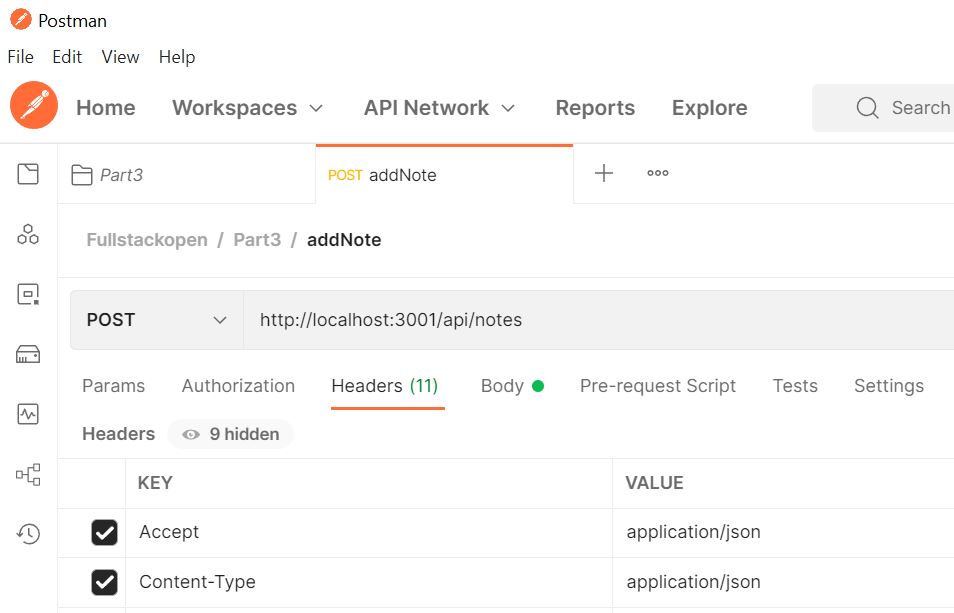 Postman
File Edit View Help
Home Workspaces API Network Reports Explore Search
Part3 POST addNote
Fullstackopen / Part3 / addNote
POST http://localhost:3001/api/notes
Params Authorization Headers (11) Body Pre-request Script Tests Settings
Headers 9 hidden
KEY VALUE
Accept application/json
Content-Type application/json